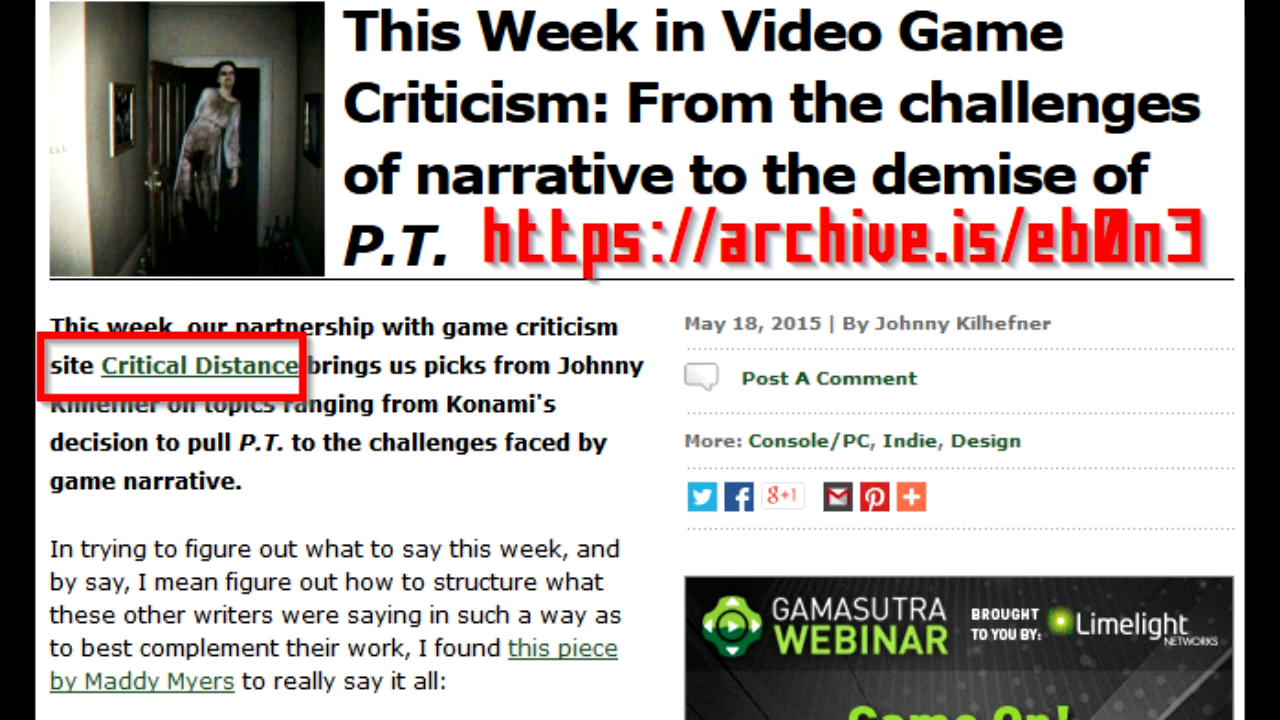 This Week in Video Game
Criticism: From the challenges
of narrative to the demise of
P.T. https://archive.is/eb0n3
This week, our partnership with game criticism
site Critical Distance brings us picks from Johnny
Kilhefner on topics ranging from Konami's
decision to pull P.T. to the challenges faced by
game narrative.
In trying to figure out what to say this week, and
by say, I mean figure out how to structure what
these other writers were saying in such a way as
to best complement their work, I found this piece
by Maddy Myers to really say it all:
May 18, 2015 | By Johnny Kilhefner
Post A Comment
More: Console/PC, Indie, Design
8+1
GAMASUTRA
WEBINAR
BROUGHT
TO YOU BY:
Limelight
NETWORKS
Game On!